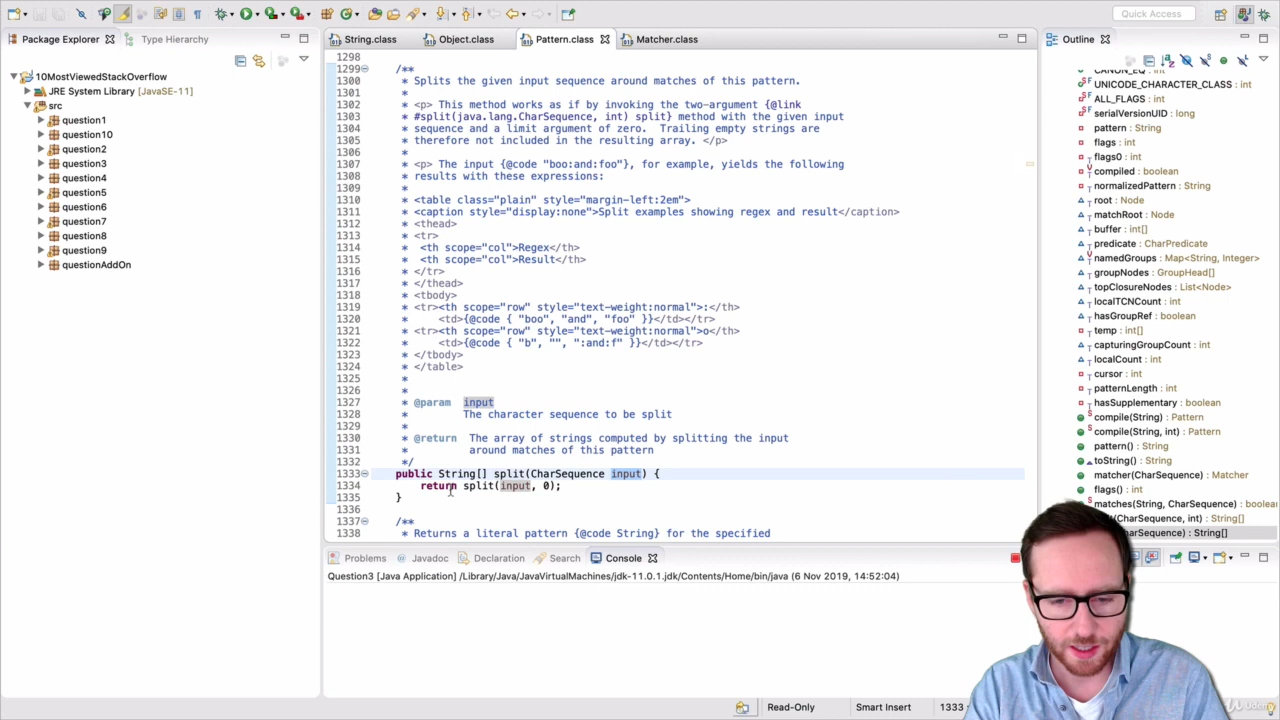 Quick Access
Package Explorer
Type Hierarchy
10MostViewedStackOverflow
JRE System Library [JavaSE-11]
src
question1
question10
question2
question3
question4
question5
question6
question7
question8
question9
questionAddOn
String.class
Object.class
Pattern.class
Matcher.class
1298
1299 /**
1300 * Splits the given input sequence around matches of this pattern.
1301 *
1302 * <p> This method works as if by invoking the two-argument {@link
1303 * #split(java.lang.CharSequence, int) split} method with the given input
1304 * sequence and a limit argument of zero. Trailing empty strings are
1305 * therefore not included in the resulting array. </p>
1306 *
1307 * <p> The input {@code "boo:and:foo"}, for example, yields the following
1308 * results with these expressions:
1309 *
1310 * <table class="plain" style="margin-left:2em">
1311 * <caption style="display:none">Split examples showing regex and result</caption>
1312 * <thead>
1313 * <tr>
1314 * <th scope="col">Regex</th>
1315 * <th scope="col">Result</th>
1316 * </tr>
1317 * </thead>
1318 * <tbody>
1319 * <tr><th scope="row" style="text-weight:normal">:</th>
1320 * <td>{@code { "boo", "and", "foo" }}</td></tr>
1321 * <tr><th scope="row" style="text-weight:normal">o</th>
1322 * <td>{@code { "b", "", ":and:f" }}</td></tr>
1323 * </tbody>
1324 * </table>
1325 *
1326 *
1327 * @param input
1328 * The character sequence to be split
1329 *
1330 * @return The array of strings computed by splitting the input
1331 * around matches of this pattern
1332 */
1333 public String[] split(CharSequence input) {
1334 return split(input, 0);
1335 }
1336
1337 /**
1338 * Returns a literal pattern {@code String} for the specified
Outline
CANON_EQ : int
UNICODE_CHARACTER_CLASS : int
ALL_FLAGS : int
serialVersionUID : long
pattern : String
flags : int
flags0 : int
compiled : boolean
normalizedPattern : String
root : Node
matchRoot : Node
buffer : int[]
predicate : CharPredicate
namedGroups : Map<String, Integer>
groupNodes : GroupHead[]
topClosureNodes : List<Node>
localTCNCount : int
hasGroupRef : boolean
temp : int[]
capturingGroupCount : int
localCount : int
cursor : int
patternLength : int
hasSupplementary : boolean
compile(String) : Pattern
compile(String, int) : Pattern
pattern() : String
toString() : String
matcher(CharSequence) : Matcher
flags() : int
matches(String, CharSequence) : boolea
(CharSequence, int) : String[]
) : String[]
Problems
Javadoc
Declaration
Search
Console
Question3 [Java Application] /Library/Java/JavaVirtualMachines/jdk-11.0.1.jdk/Contents/Home/bin/java (6 Nov 2019, 14:52:04)
Read-Only
Smart Insert
1333
Udemy